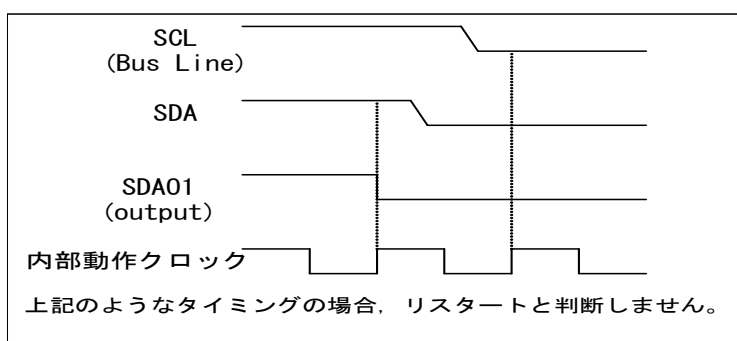 SCL
(Bus Line)
SDA
SDA01
(output)
内部動作クロック
上記のようなタイミングの場合，リスタートと判断しません。